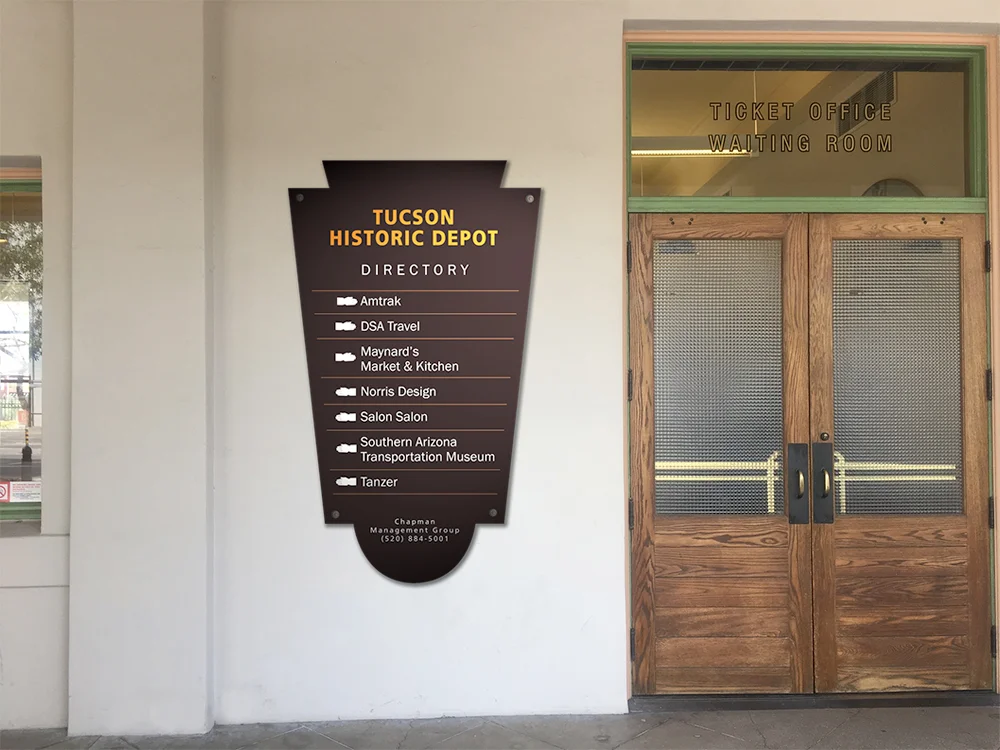 TICKET OFFICE
WAITING ROOM
TUCSON
HISTORIC DEPOT
DIRECTORY
Amtrak
DSA Travel
Maynard's
Market & Kitchen
Norris Design
Salon Salon
Southern Arizona
Transportation Museum
Tanzer
Chapman
Management Group
(520) 884-5001